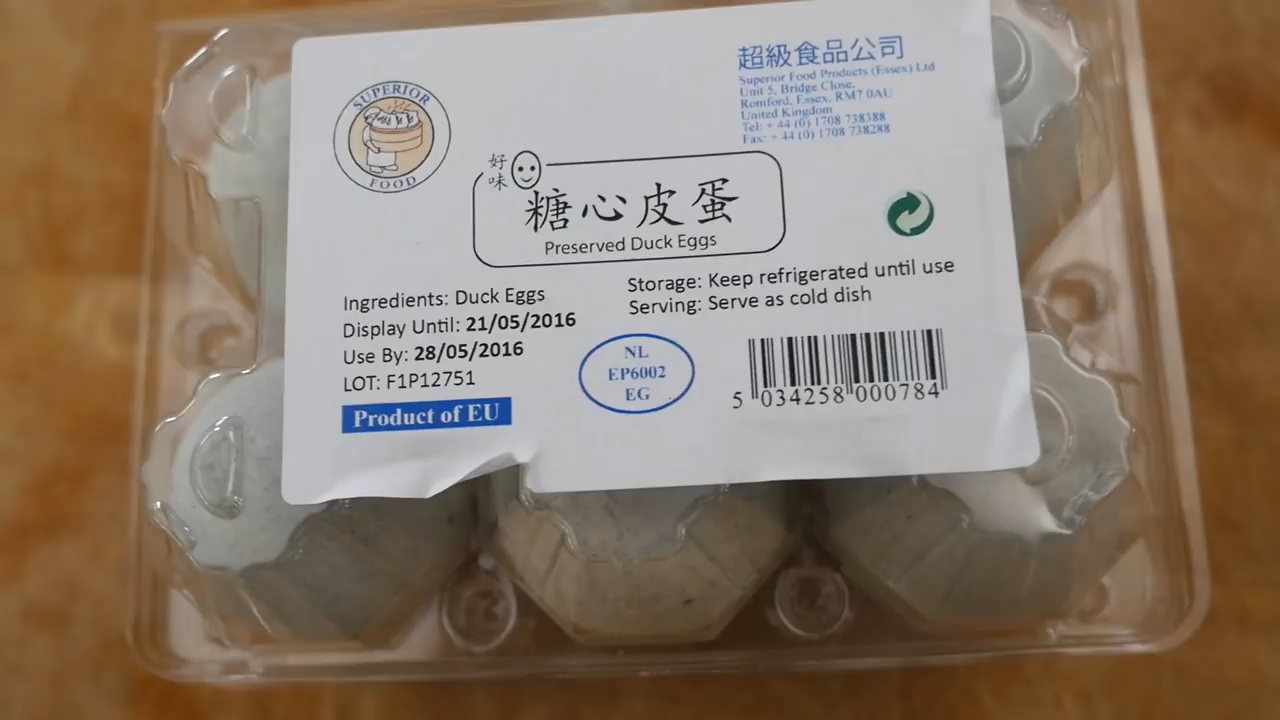 SUPERIOR
FOOD
超級食品公司
Superior Food Products (Essex) Ltd
Unit 5, Bridge Close,
Romford, Essex, RM7 0AU
United Kingdom
Tel: + 44 (0) 1708 738388
Fax: + 44 (0) 1708 738288
好味
糖心皮蛋
Preserved Duck Eggs
Ingredients: Duck Eggs
Display Until: 21/05/2016
Use By: 28/05/2016
LOT: F1P12751
Product of EU
Storage: Keep refrigerated until use
Serving: Serve as cold dish
NL
EP6002
EG
5 034258 000784